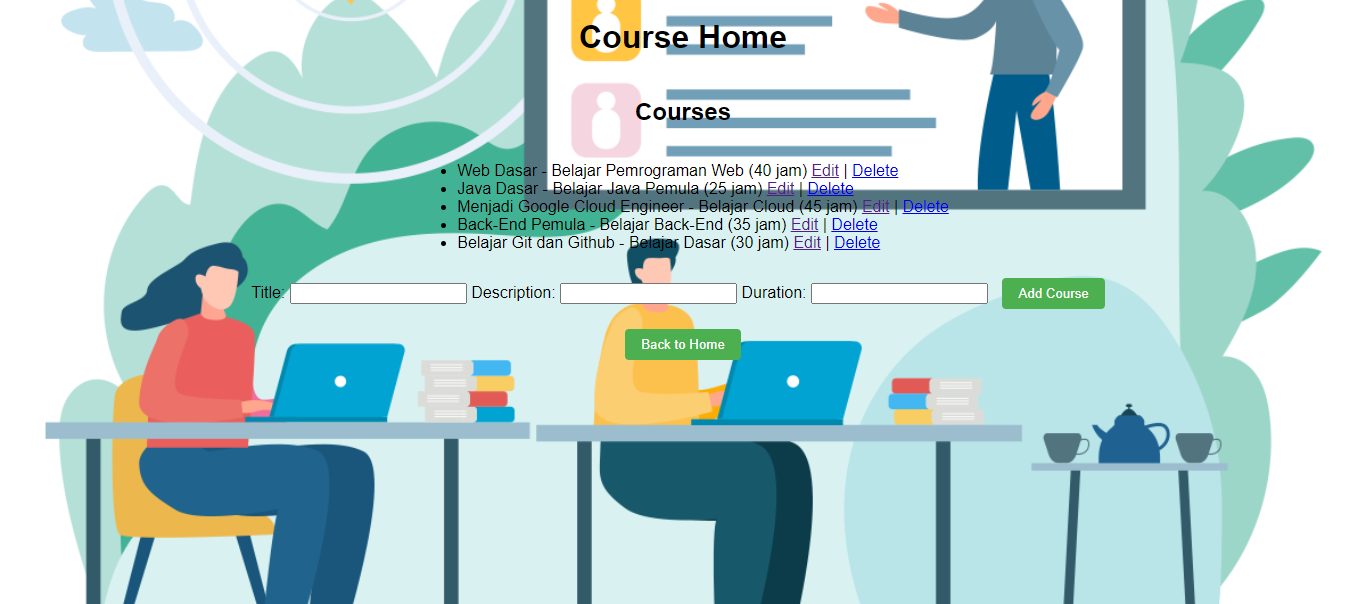 Course Home
Courses
Web Dasar - Belajar Pemrograman Web (40 jam) Edit | Delete
Java Dasar - Belajar Java Pemula (25 jam) Edit | Delete
Menjadi Google Cloud Engineer - Belajar Cloud (45 jam) Edit | Delete
Back-End Pemula - Belajar Back-End (35 jam) Edit | Delete
Belajar Git dan Github - Belajar Dasar (30 jam) Edit | Delete
Title: Description: Duration: Add Course
Back to Home